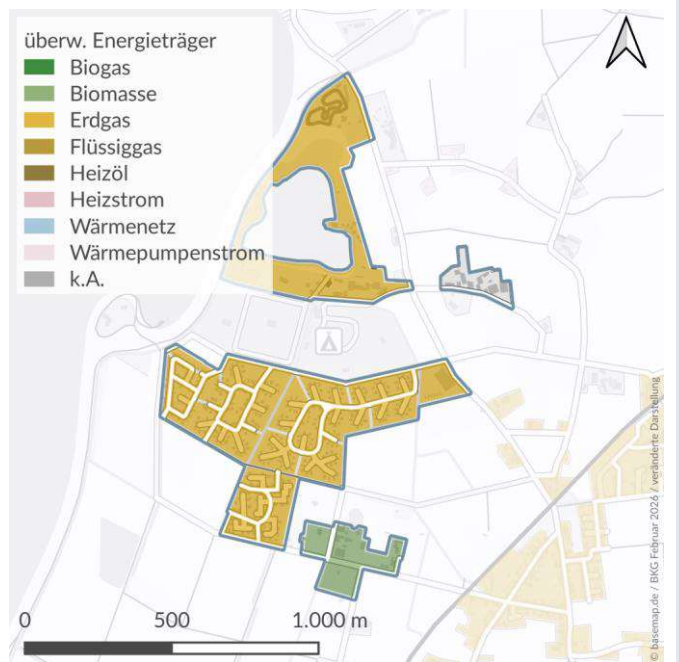 überw. Energieträger
Biogas
Biomasse
Erdgas
Flüssiggas
Heizöl
Heizstrom
Wärmenetz
Wärmepumpenstrom
k.A.
0 500 1.000 m
© basemap.de / BKG Februar 2026 / veränderte Darstellung